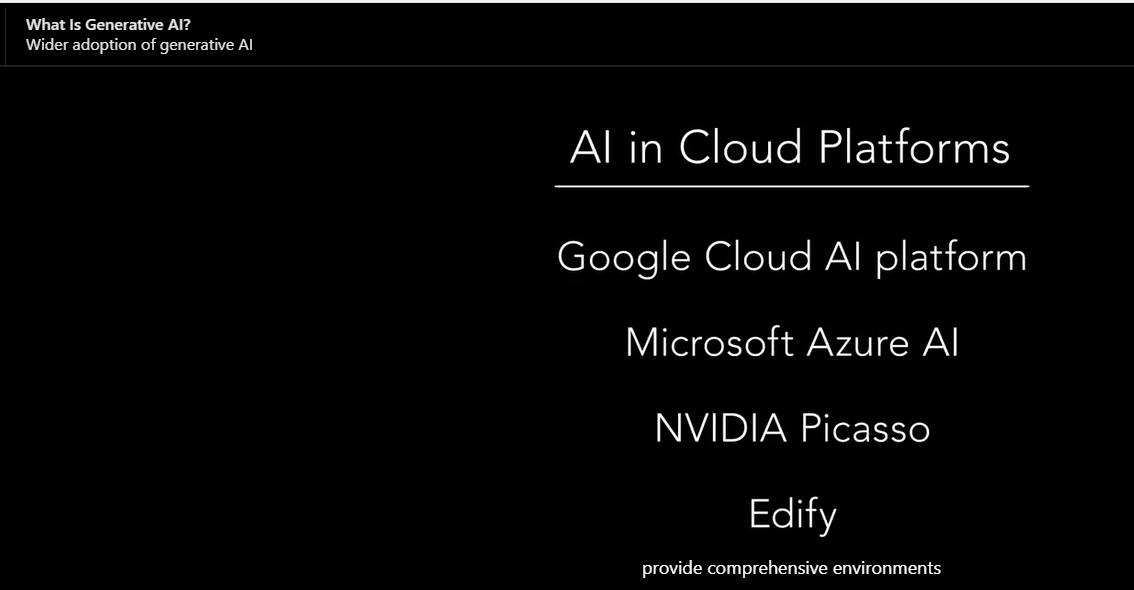 What Is Generative AI?
Wider adoption of generative AI
AI in Cloud Platforms
Google Cloud AI platform
Microsoft Azure AI
NVIDIA Picasso
Edify
provide comprehensive environments